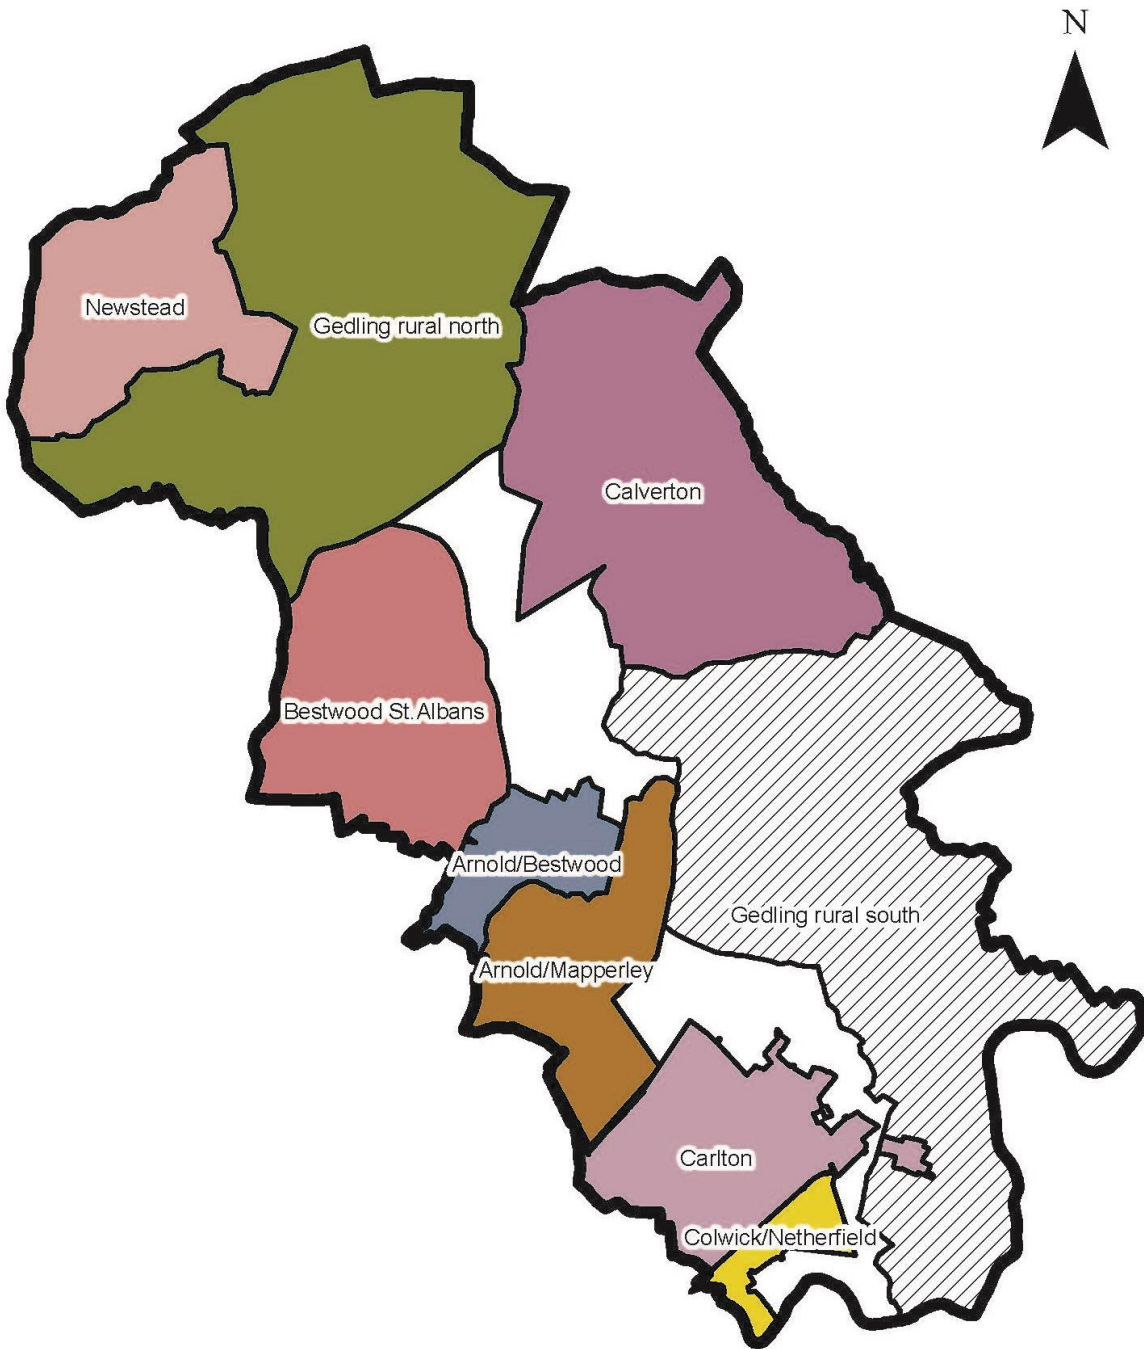 N
Newstead
Gedling rural north
Calverton
Bestwood St.Albans
Arnold/Bestwood
Gedling rural south
Arnold/Mapperley
Carlton
Colwick/Netherfield